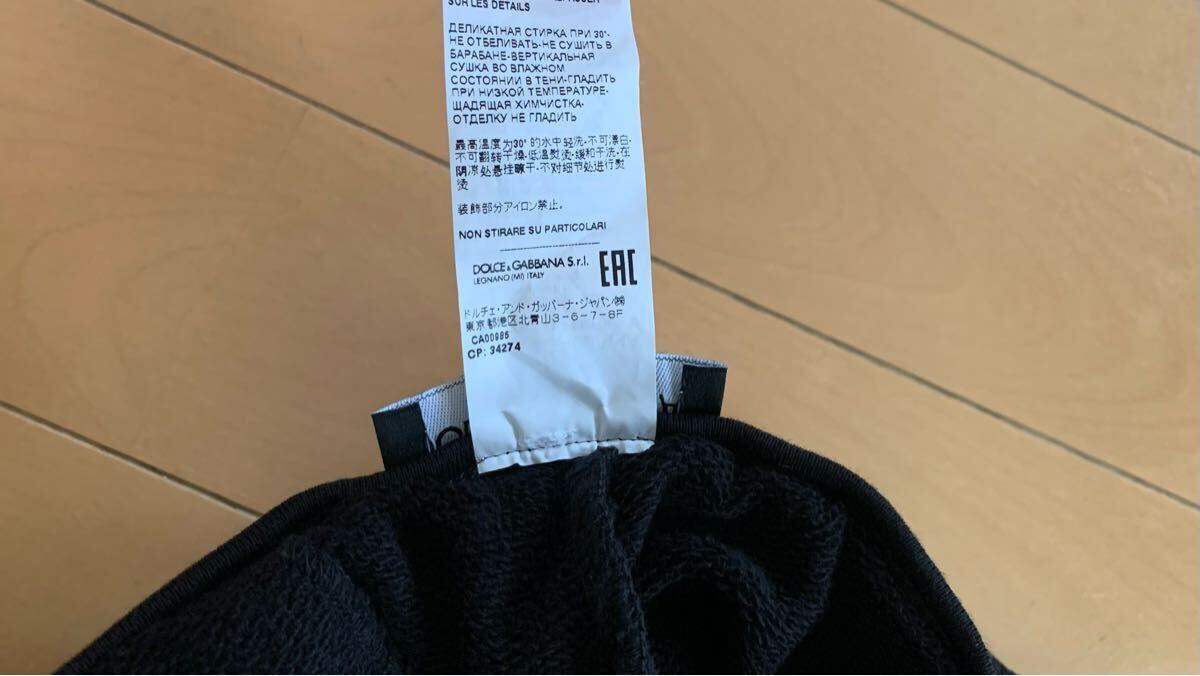 SUR LES DETAILS
ДЕЛИКАТНАЯ СТИРКА ПРИ 30°-
НЕ ОТБЕЛИВАТЬ-НЕ СУШИТЬ В
БАРАБАНЕ-ВЕРТИКАЛЬНАЯ
СУШКА ВО ВЛАЖНОМ
СОСТОЯНИИ В ТЕНИ-ГЛАДИТЬ
ПРИ НИЗКОЙ ТЕМПЕРАТУРЕ-
ЩАДЯЩАЯ ХИМЧИСТКА-
ОТДЕЛКУ НЕ ГЛАДИТЬ
最高温度为30°的水中轻洗-不可漂白-
不可翻转干燥-低温熨烫-缓和干洗-在
阴凉处悬挂晾干-不对细节处进行熨
烫
装飾部分アイロン禁止。
NON STIRARE SU PARTICOLARI
DOLCE & GABBANA S.r.l.
LEGNANO (MI) ITALY
EAC
ドルチェ・アンド・ガッバーナ・ジャパン㈱
東京都港区北青山3-6-7-8F
CA00985
CP: 34274